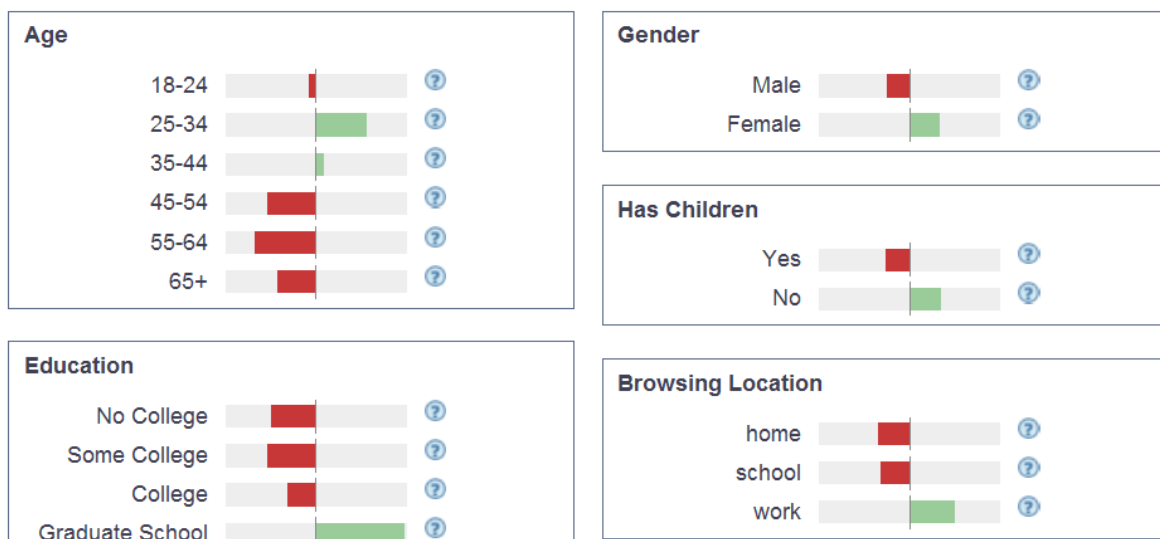 Age
18-24
?
25-34
?
35-44
?
45-54
?
55-64
?
65+
?
Education
No College
?
Some College
?
College
?
Graduate School
?
Gender
Male
?
Female
?
Has Children
Yes
?
No
?
Browsing Location
home
?
school
?
work
?